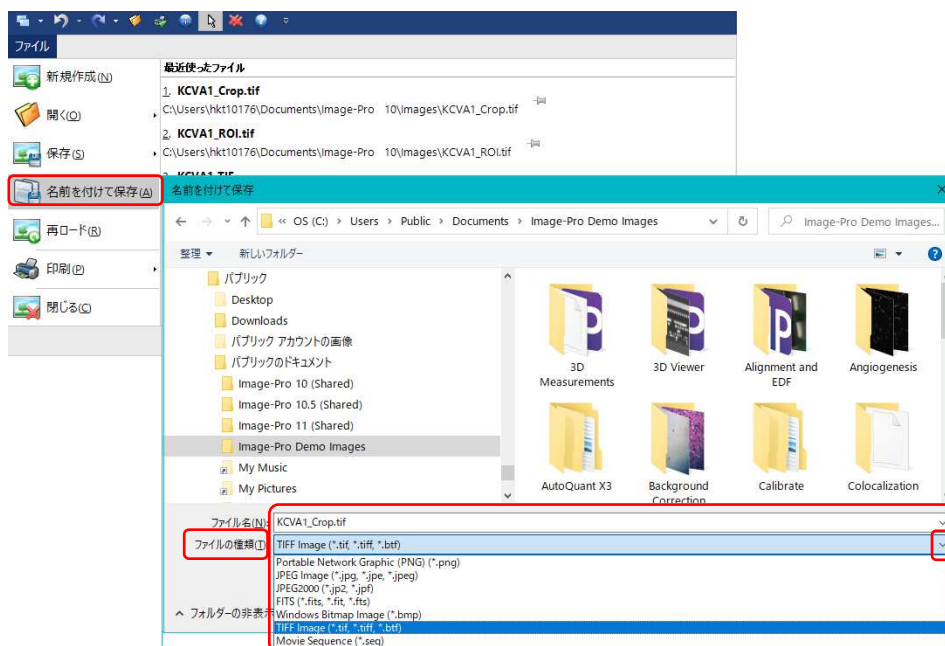 ファイル
新規作成(N)
開く(O)
保存(S)
名前を付けて保存(A)
再ロード(R)
印刷(P)
閉じる(C)
最近使ったファイル
1. KCVA1_Crop.tif
C:\Users\hkt10176\Documents\Image-Pro 10\Images\KCVA1_Crop.tif
2. KCVA1_ROI.tif
C:\Users\hkt10176\Documents\Image-Pro 10\Images\KCVA1_ROI.tif
3. KCVA1.TIF
名前を付けて保存
« OS (C:) › Users › Public › Documents › Image-Pro Demo Images
Image-Pro Demo Images...
整理
新しいフォルダー
パブリック
Desktop
Downloads
パブリック アカウントの画像
パブリックのドキュメント
Image-Pro 10 (Shared)
Image-Pro 10.5 (Shared)
Image-Pro 11 (Shared)
Image-Pro Demo Images
My Music
My Pictures
3D
Measurements
3D Viewer
Alignment and
EDF
Angiogenesis
AutoQuant X3
Background
Correction
Calibrate
Colocalization
ファイル名(N): KCVA1_Crop.tif
ファイルの種類(T): TIFF Image (*.tif, *.tiff, *.btf)
Portable Network Graphic (PNG) (*.png)
JPEG Image (*.jpg, *.jpe, *.jpeg)
JPEG2000 (*.jp2, *.jpf)
FITS (*.fits, *.fit, *.fts)
Windows Bitmap Image (*.bmp)
TIFF Image (*.tif, *.tiff, *.btf)
Movie Sequence (*.seq)
フォルダーの非表示